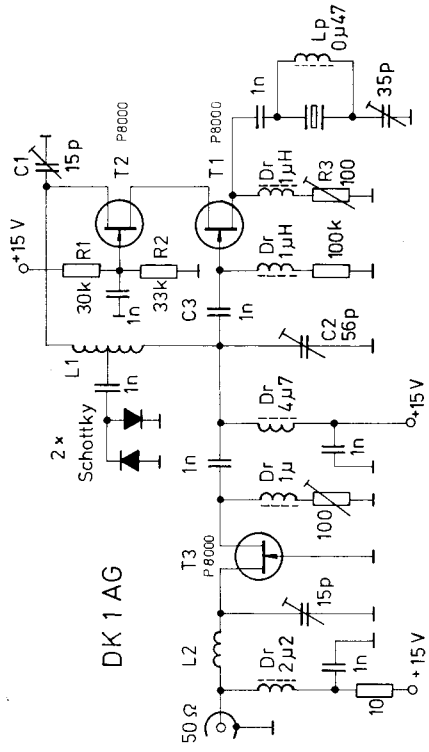 DK 1 AG
50 Ω
L2
Dr
2µ2
1n
10
+15 V
15p
T3
P8000
Dr
1µ
100
1n
Dr
4µ7
1n
+15 V
2 ×
Schottky
1n
L1
+15 V
R1
30k
1n
R2
33k
C1
15p
T2
P8000
T1
P8000
C3
1n
C2
56p
Dr
1µH
100k
Dr
1µH
R3
100
1n
Lp
0µ47
35p